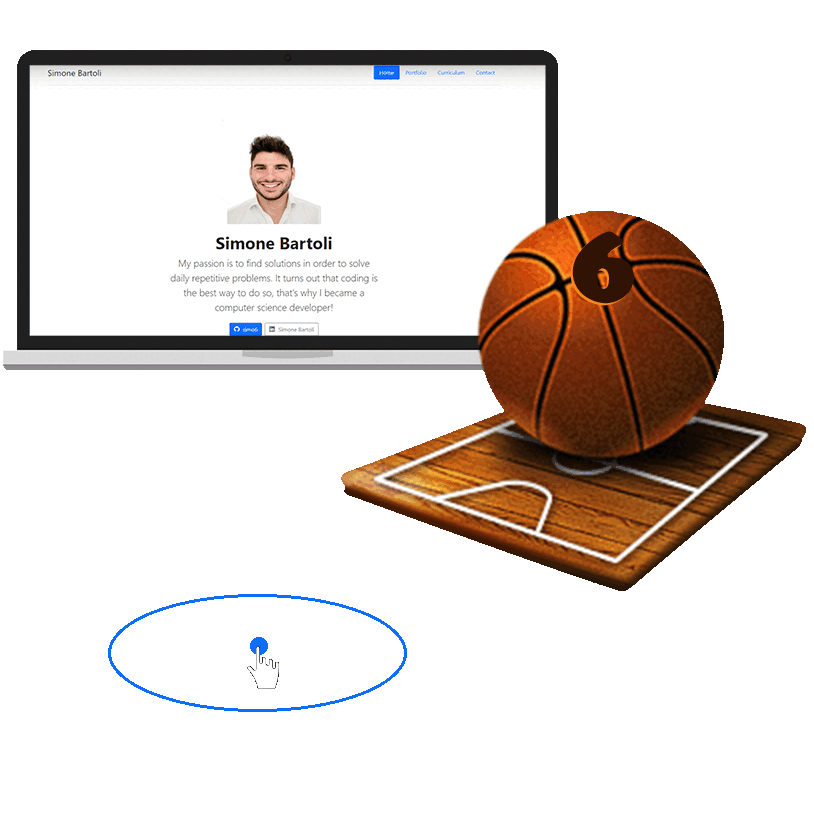 Simone Bartoli
Home Portfolio Curriculum Contact
Simone Bartoli
My passion is to find solutions in order to solve
daily repetitive problems. It turns out that coding is
the best way to do so, that's why I became a
computer science developer!
Simone Bartoli
6